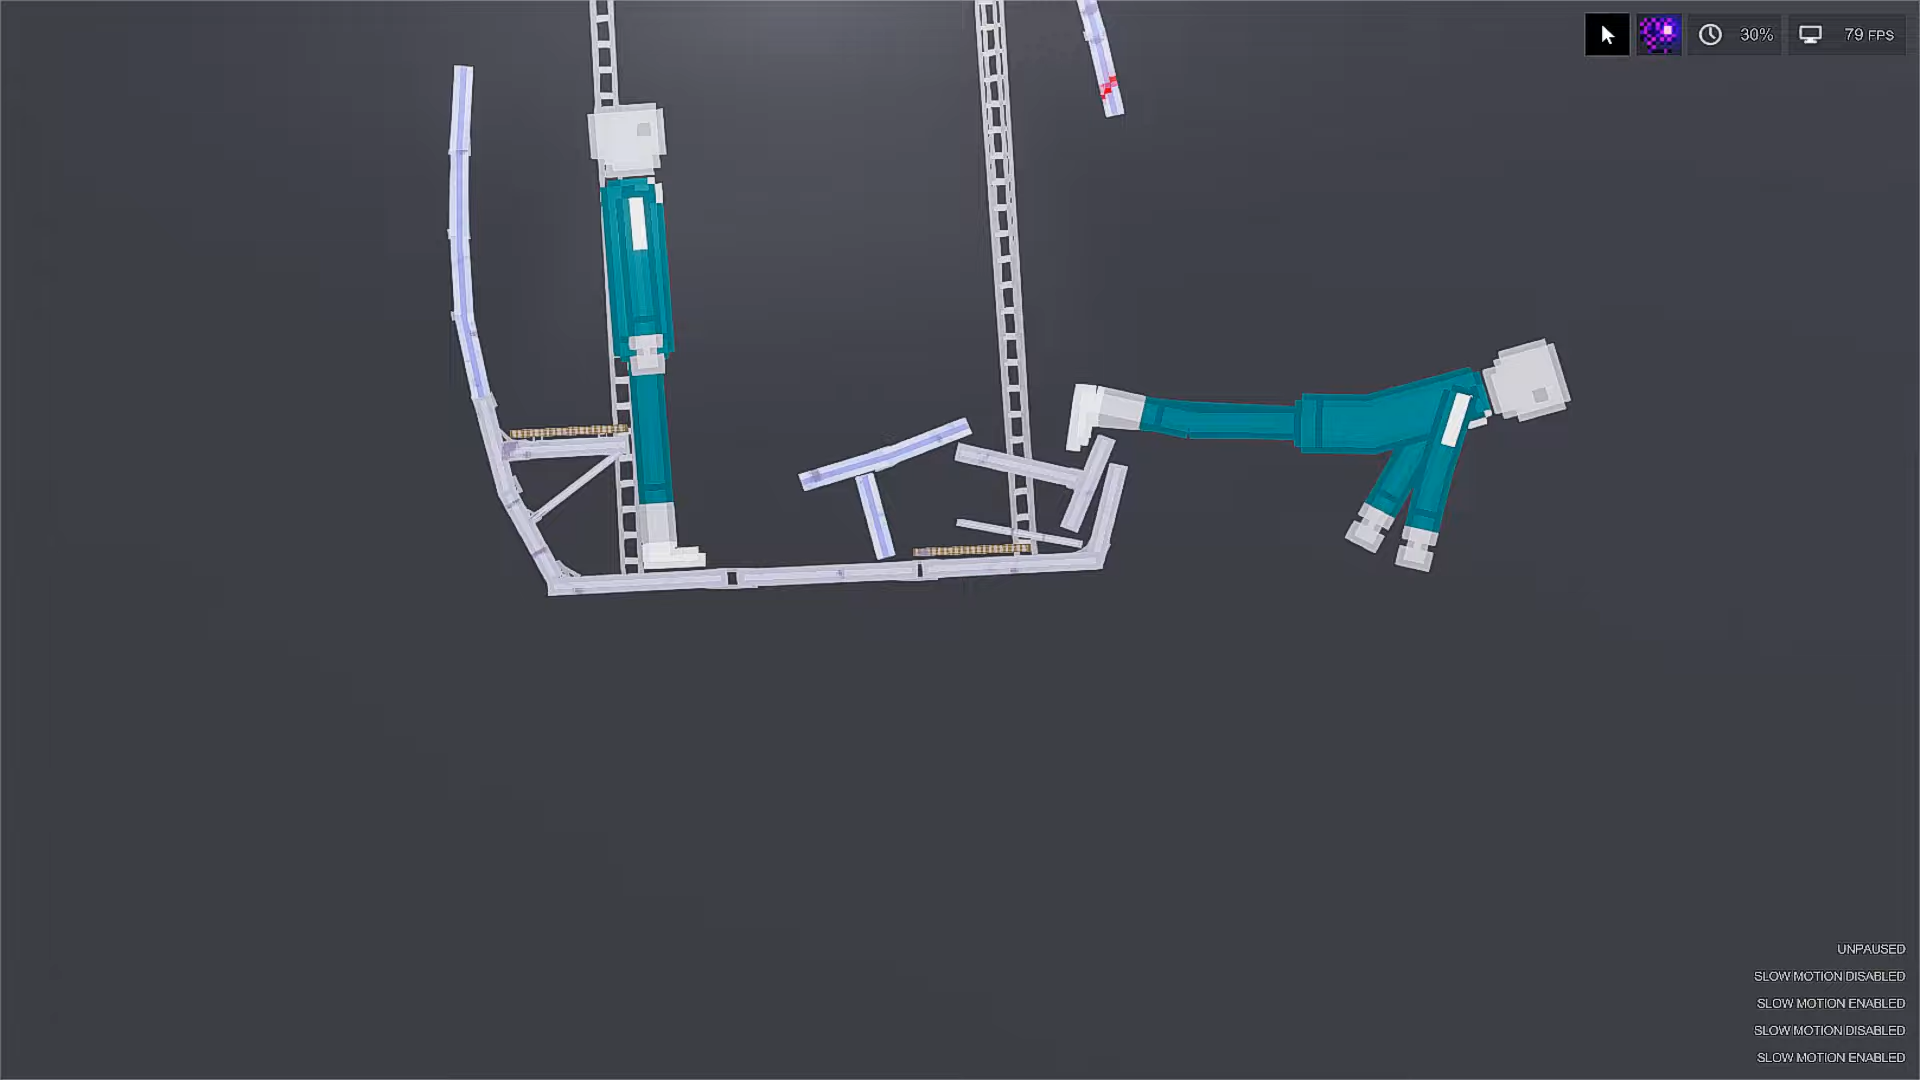 30%
79 FPS
UNPAUSED
SLOW MOTION DISABLED
SLOW MOTION ENABLED
SLOW MOTION DISABLED
SLOW MOTION ENABLED